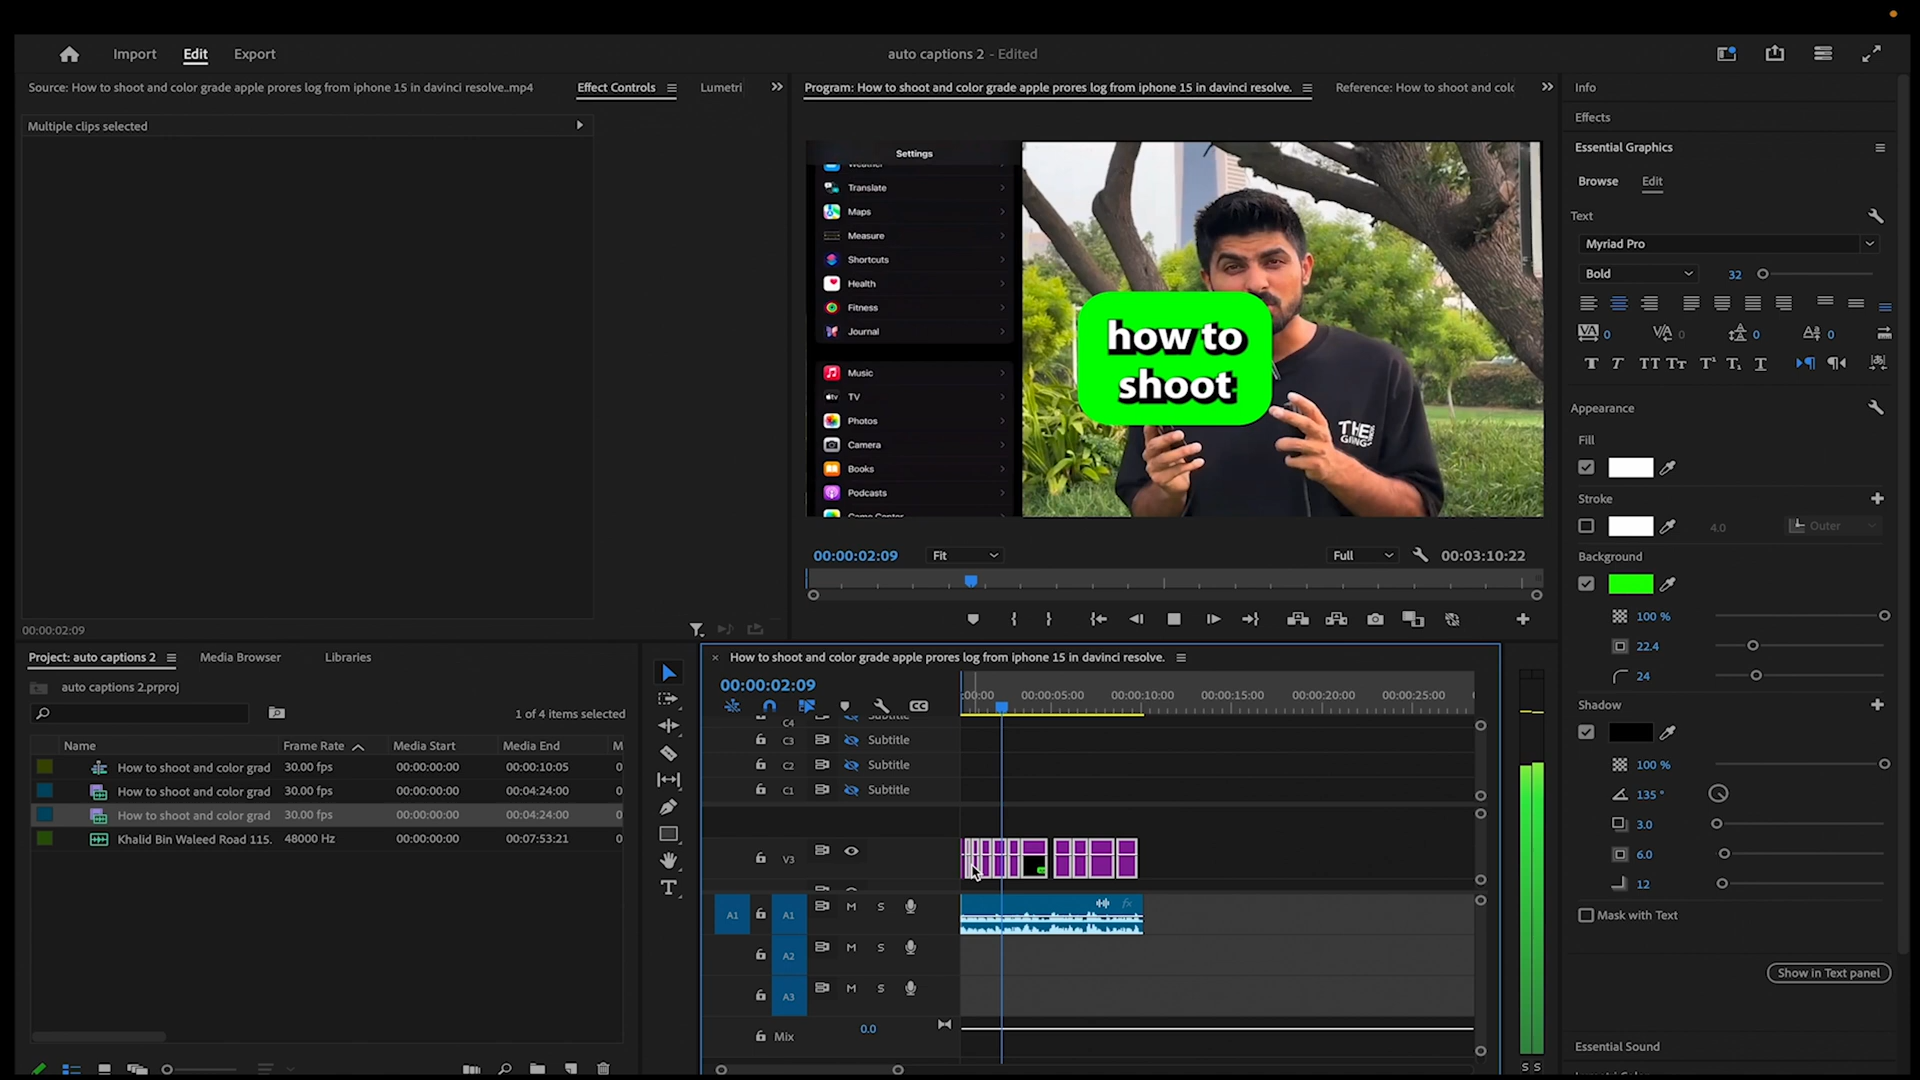 Import
Edit
Export
auto captions 2 - Edited
Source: How to shoot and color grade apple prores log from iphone 15 in davinci resolve..mp4
Effect Controls
Lumetri
Program: How to shoot and color grade apple prores log from iphone 15 in davinci resolve.
Reference: How to shoot and colo
Info
Multiple clips selected
Effects
Essential Graphics
Browse
Edit
Settings
Weather
Translate
Maps
Measure
Shortcuts
Health
Fitness
Journal
Music
TV
Photos
Camera
Books
Podcasts
Game Center
how to
shoot
THE
GRINGS
Text
Myriad Pro
Bold
32
0
0
0
0
Appearance
Fill
Stroke
4.0
Outer
Background
100 %
22.4
24
Shadow
100 %
135 °
3.0
6.0
12
Mask with Text
Show in Text panel
Essential Sound
00:00:02:09
Fit
Full
00:03:10:22
00:00:02:09
Project: auto captions 2
Media Browser
Libraries
auto captions 2.prproj
1 of 4 items selected
Name
Frame Rate
Media Start
Media End
M
How to shoot and color grad
30.00 fps
00:00:00:00
00:00:10:05
0
How to shoot and color grad
30.00 fps
00:00:00:00
00:04:24:00
0
How to shoot and color grad
30.00 fps
00:00:00:00
00:04:24:00
0
Khalid Bin Waleed Road 115.
48000 Hz
00:00:00:00
00:07:53:21
0
How to shoot and color grade apple prores log from iphone 15 in davinci resolve.
00:00:02:09
:00:00
00:00:05:00
00:00:10:00
00:00:15:00
00:00:20:00
00:00:25:00
CC
C4
Subtitle
C3
Subtitle
C2
Subtitle
C1
Subtitle
V3
A1
A1
M
S
fx
A2
M
S
A3
M
S
Mix
0.0
S S